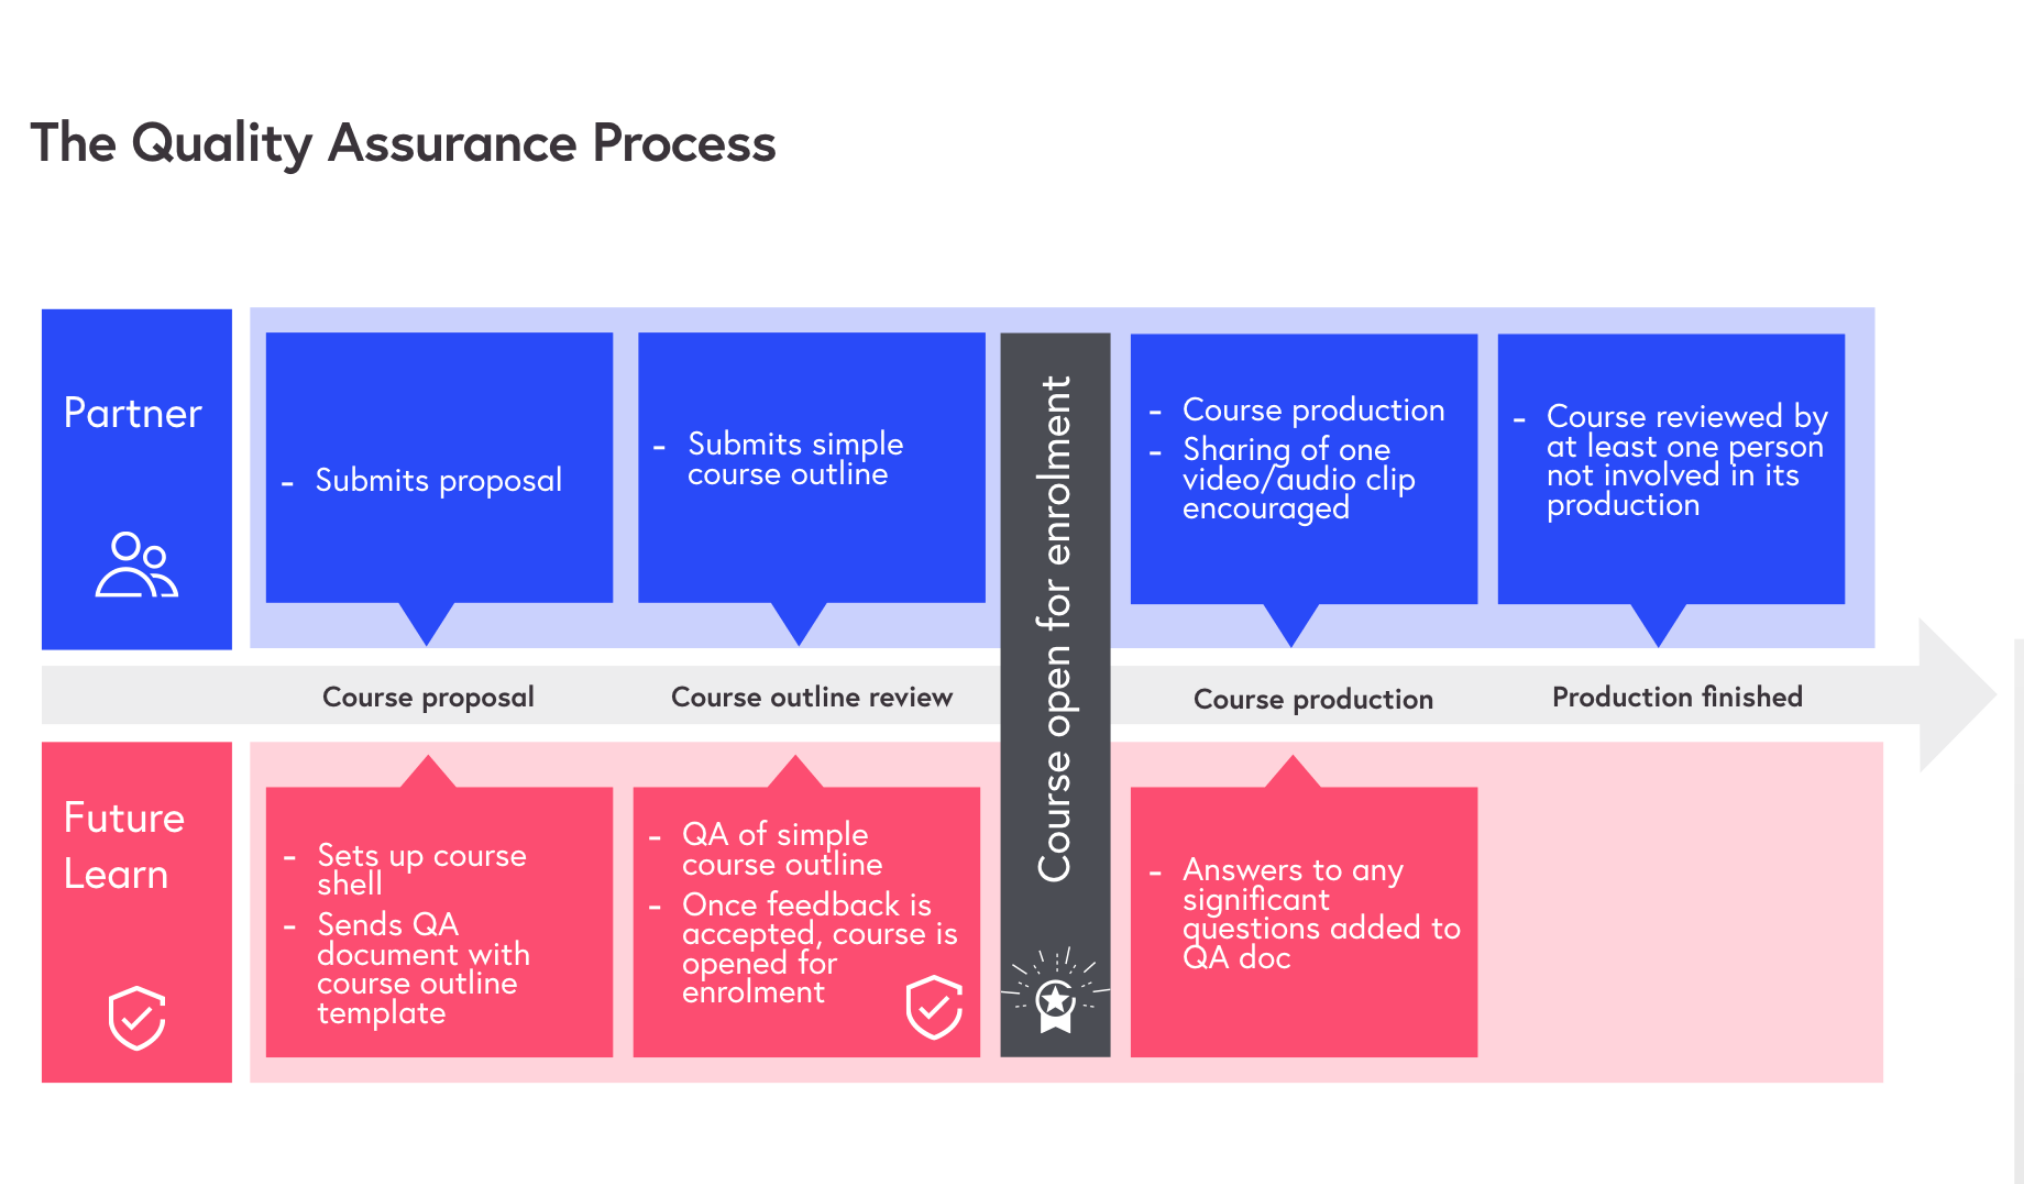 The Quality Assurance Process
Partner
- Submits proposal
- Submits simple
course outline
Course open for enrolment
- Course production
- Sharing of one
video/audio clip
encouraged
- Course reviewed by
at least one person
not involved in its
production
Course proposal
Course outline review
Course production
Production finished
Future
Learn
- Sets up course
shell
- Sends QA
document with
course outline
template
- QA of simple
course outline
- Once feedback is
accepted, course is
opened for
enrolment
- Answers to any
significant
questions added to
QA doc